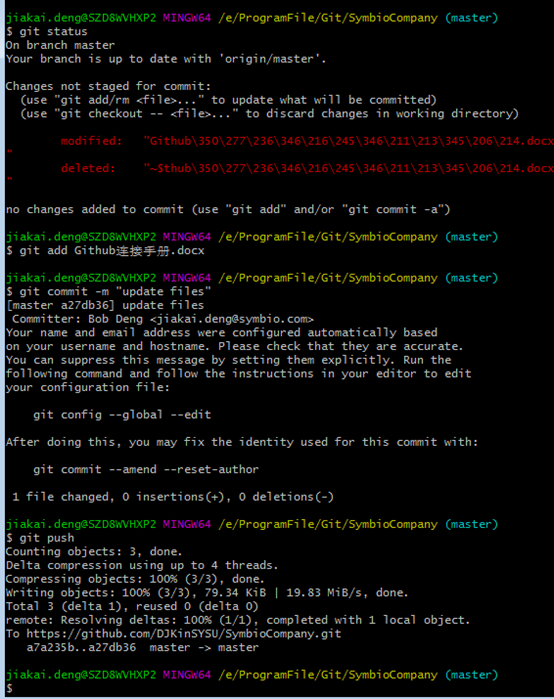 jiakai.deng@SZD8WVHXP2 MINGW64 /e/ProgramFile/Git/SymbioCompany (master)
$ git status
On branch master
Your branch is up to date with 'origin/master'.

Changes not staged for commit:
  (use "git add/rm <file>..." to update what will be committed)
  (use "git checkout -- <file>..." to discard changes in working directory)

        modified:   "Github\350\277\236\346\216\245\346\211\213\345\206\214.docx
"
        deleted:    "~$thub\350\277\236\346\216\245\346\211\213\345\206\214.docx
"

no changes added to commit (use "git add" and/or "git commit -a")

jiakai.deng@SZD8WVHXP2 MINGW64 /e/ProgramFile/Git/SymbioCompany (master)
$ git add Github连接手册.docx

jiakai.deng@SZD8WVHXP2 MINGW64 /e/ProgramFile/Git/SymbioCompany (master)
$ git commit -m "update files"
[master a27db36] update files
 Committer: Bob Deng <jiakai.deng@symbio.com>
Your name and email address were configured automatically based
on your username and hostname. Please check that they are accurate.
You can suppress this message by setting them explicitly. Run the
following command and follow the instructions in your editor to edit
your configuration file:

    git config --global --edit

After doing this, you may fix the identity used for this commit with:

    git commit --amend --reset-author

 1 file changed, 0 insertions(+), 0 deletions(-)

jiakai.deng@SZD8WVHXP2 MINGW64 /e/ProgramFile/Git/SymbioCompany (master)
$ git push
Counting objects: 3, done.
Delta compression using up to 4 threads.
Compressing objects: 100% (3/3), done.
Writing objects: 100% (3/3), 79.34 KiB | 19.83 MiB/s, done.
Total 3 (delta 1), reused 0 (delta 0)
remote: Resolving deltas: 100% (1/1), completed with 1 local object.
To https://github.com/DJKinSYSU/SymbioCompany.git
   a7a235b..a27db36  master -> master

jiakai.deng@SZD8WVHXP2 MINGW64 /e/ProgramFile/Git/SymbioCompany (master)
$